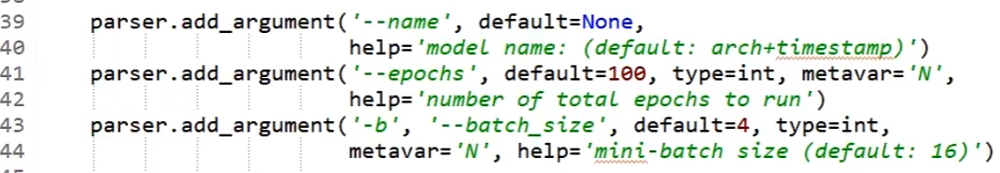 39 parser.add_argument('--name', default=None,
40 help='model name: (default: arch+timestamp)')
41 parser.add_argument('--epochs', default=100, type=int, metavar='N',
42 help='number of total epochs to run')
43 parser.add_argument('-b', '--batch_size', default=4, type=int,
44 metavar='N', help='mini-batch size (default: 16)')